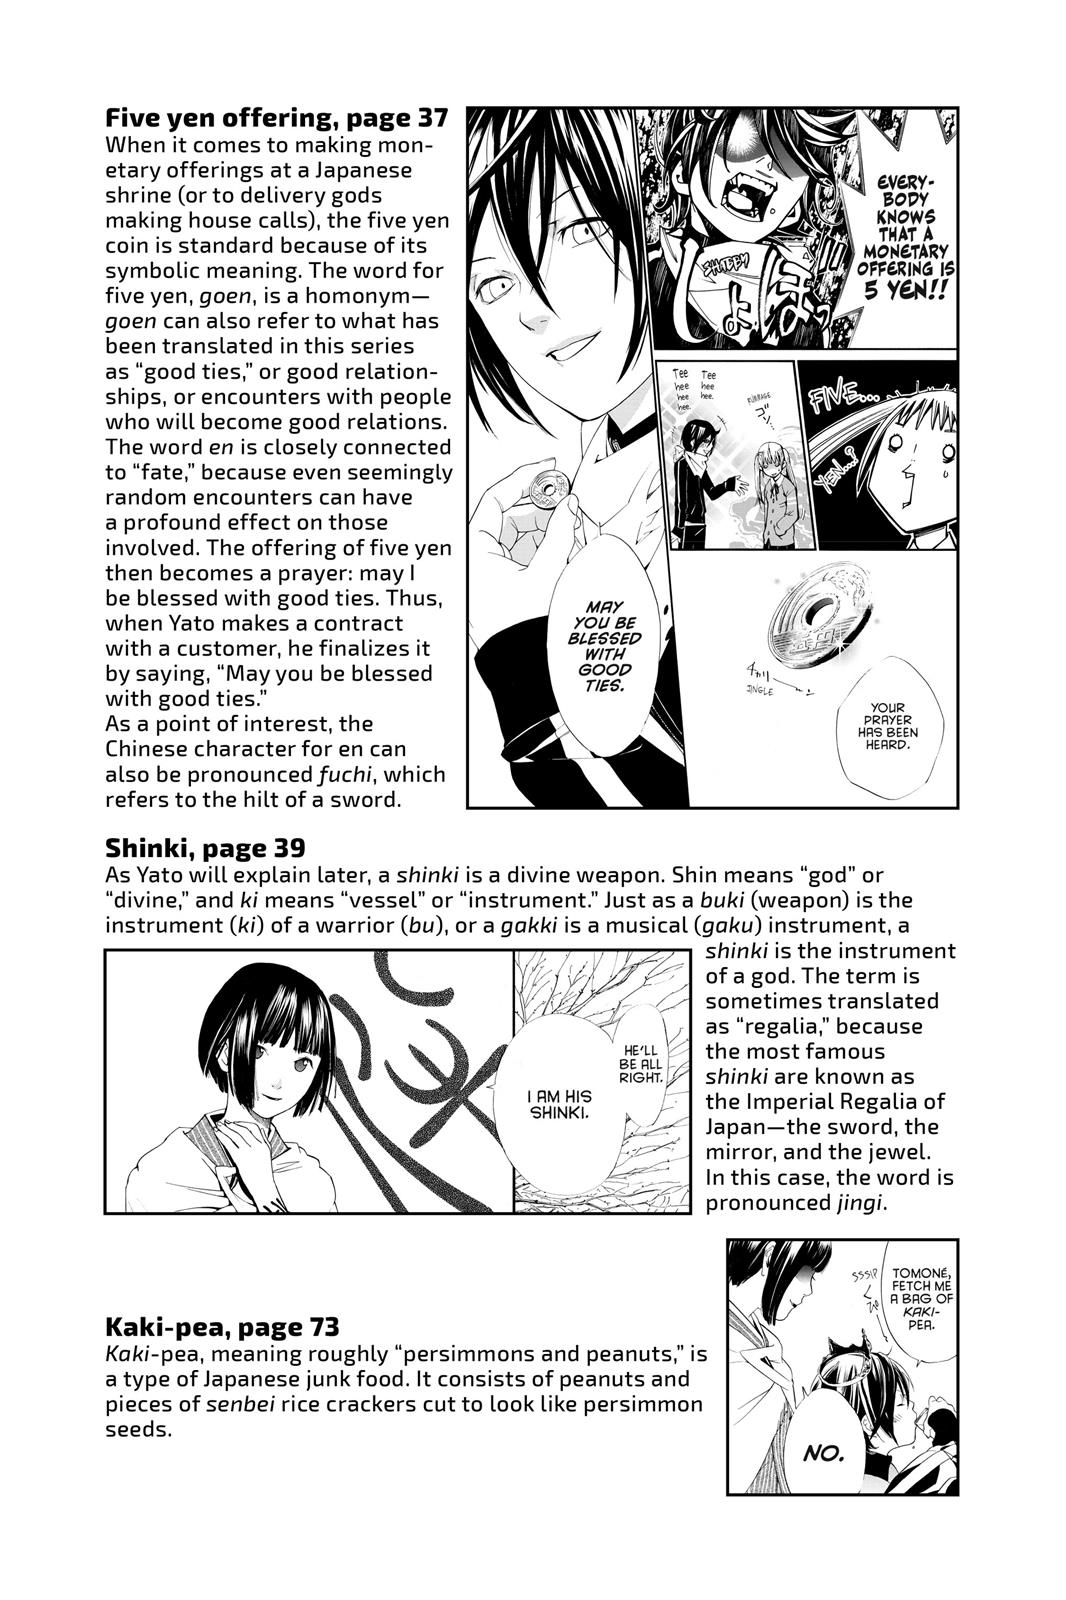 Five yen offering, page 37
When it comes to making mon-
etary offerings at a Japanese
shrine (or to delivery gods
making house calls), the five yen
coin is standard because of its
symbolic meaning. The word for
five yen, goen, is a homonym—
goen can also refer to what has
been translated in this series
as “good ties,” or good relation-
ships, or encounters with people
who will become good relations.
The word en is closely connected
to “fate,” because even seemingly
random encounters can have
a profound effect on those
involved. The offering of five yen
then becomes a prayer: may I
be blessed with good ties. Thus,
when Yato makes a contract
with a customer, he finalizes it
by saying, “May you be blessed
with good ties.”
As a point of interest, the
Chinese character for en can
also be pronounced fuchi, which
refers to the hilt of a sword.
EVERY-
BODY
KNOWS
THAT A
MONETARY
OFFERING IS
5 YEN!!
SHABBY
しょぼっ
TEE
HEE
HEE
HEE.
TEE
HEE
HEE.
RUMMAGE
ゴソ…
FIVE...
YEN...?
MAY
YOU BE
BLESSED
WITH
GOOD
TIES.
チャリ
JINGLE
YOUR
PRAYER
HAS BEEN
HEARD.
Shinki, page 39
As Yato will explain later, a shinki is a divine weapon. Shin means “god” or
“divine,” and ki means “vessel” or “instrument.” Just as a buki (weapon) is the
instrument (ki) of a warrior (bu), or a gakki is a musical (gaku) instrument, a
shinki is the instrument
of a god. The term is
sometimes translated
as “regalia,” because
the most famous
shinki are known as
the Imperial Regalia of
Japan—the sword, the
mirror, and the jewel.
In this case, the word is
pronounced jingi.
HE'LL
BE ALL
RIGHT.
I AM HIS
SHINKI.
Kaki-pea, page 73
Kaki-pea, meaning roughly “persimmons and peanuts,” is
a type of Japanese junk food. It consists of peanuts and
pieces of senbei rice crackers cut to look like persimmon
seeds.
SSSIP
TOMONÉ,
FETCH ME
A BAG OF
KAKI-
PEA.
NO.